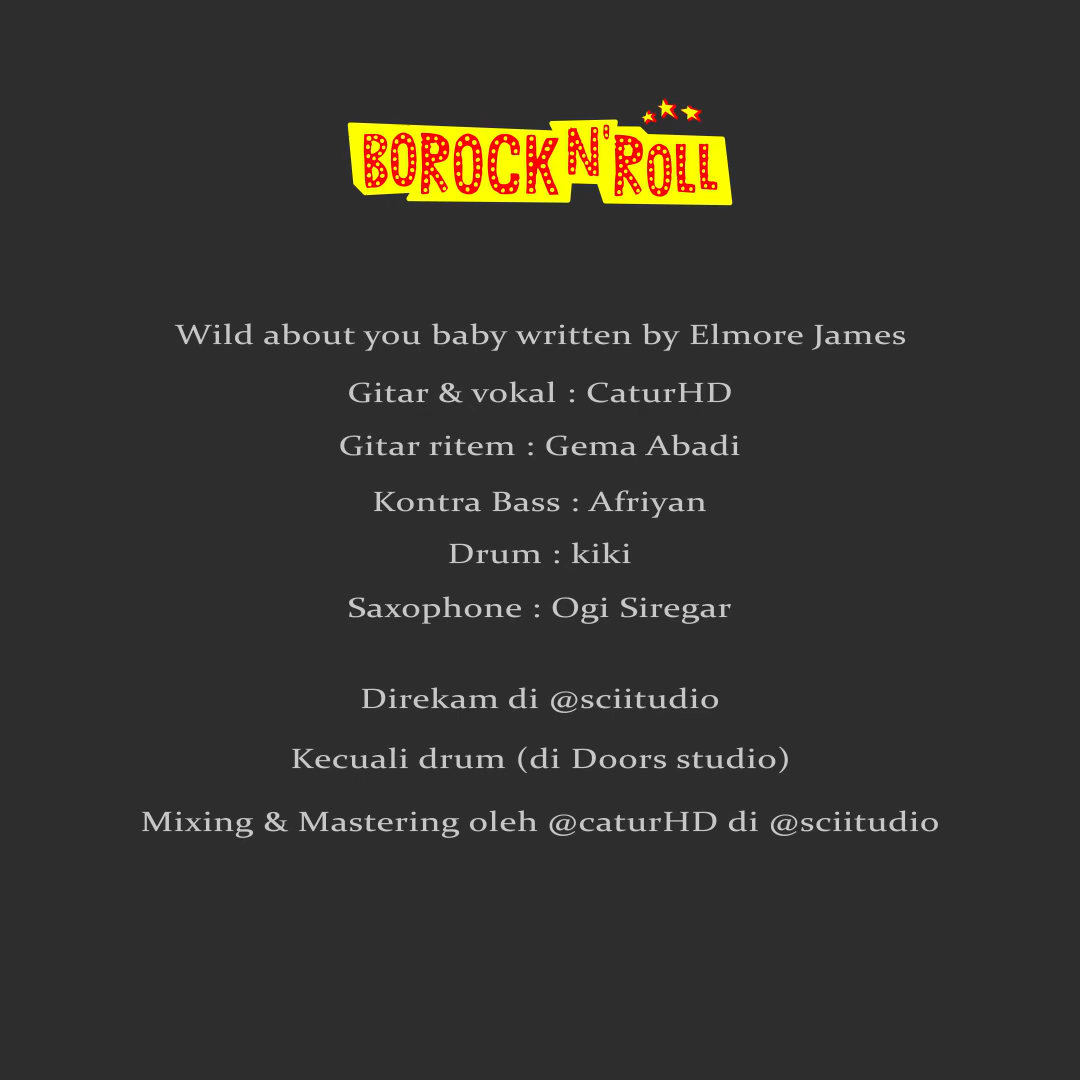 BOROCK N' ROLL
Wild about you baby written by Elmore James
Gitar & vokal : CaturHD
Gitar ritem : Gema Abadi
Kontra Bass : Afriyan
Drum : kiki
Saxophone : Ogi Siregar
Direkam di @sciitudio
Kecuali drum (di Doors studio)
Mixing & Mastering oleh @caturHD di @sciitudio